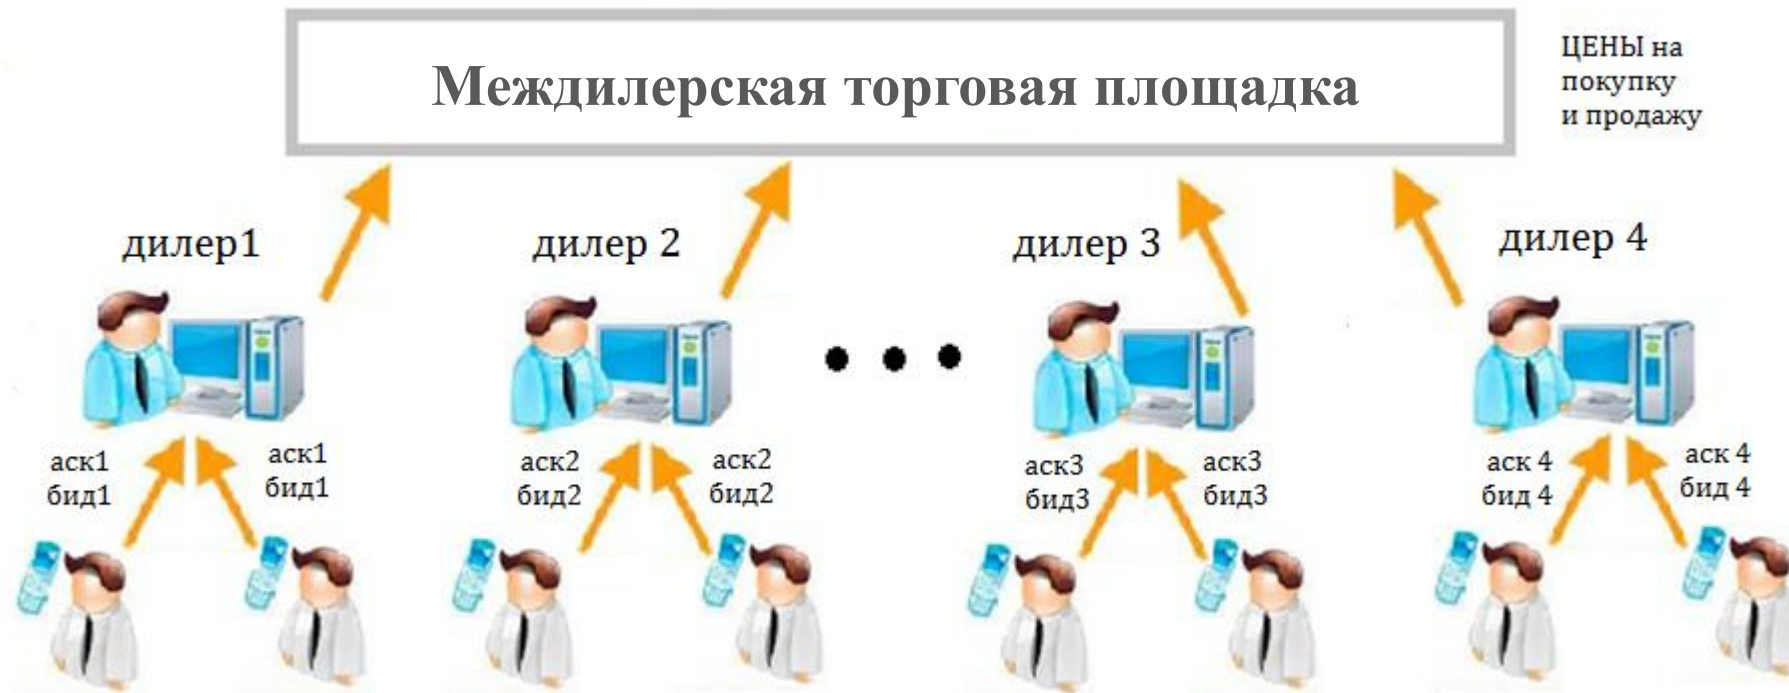 Междилерская торговая площадка
ЦЕНЫ на
покупку
и продажу
дилер1
дилер 2
дилер 3
дилер 4
аск1
бид1
аск1
бид1
аск2
бид2
аск2
бид2
аск3
бид3
аск3
бид3
аск 4
бид 4
аск 4
бид 4